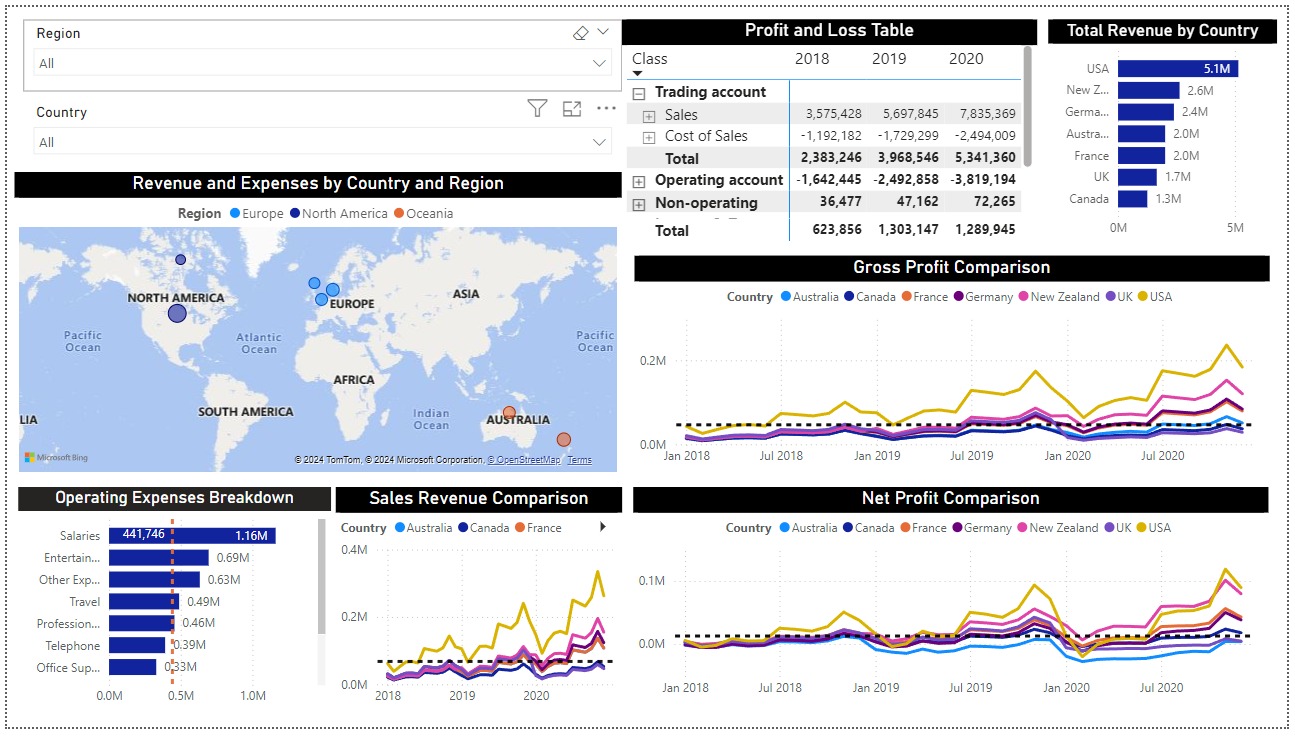 Region
All
Country
All
Revenue and Expenses by Country and Region
Region Europe North America Oceania
NORTH AMERICA
EUROPE
ASIA
Pacific
Ocean
Atlantic
Ocean
Pacific
Ocean
AFRICA
SOUTH AMERICA
Indian
Ocean
LIA
AUSTRALIA
Microsoft Bing
© 2024 TomTom, © 2024 Microsoft Corporation, © OpenStreetMap Terms
Profit and Loss Table
Class 2018 2019 2020
Trading account
Sales 3,575,428 5,697,845 7,835,369
Cost of Sales -1,192,182 -1,729,299 -2,494,009
Total 2,383,246 3,968,546 5,341,360
Operating account -1,642,445 -2,492,858 -3,819,194
Non-operating 36,477 47,162 72,265
Total 623,856 1,303,147 1,289,945
Total Revenue by Country
USA 5.1M
New Z... 2.6M
Germa... 2.4M
Austra... 2.0M
France 2.0M
UK 1.7M
Canada 1.3M
0M 5M
Gross Profit Comparison
Country Australia Canada France Germany New Zealand UK USA
0.2M
0.0M
Jan 2018 Jul 2018 Jan 2019 Jul 2019 Jan 2020 Jul 2020
Operating Expenses Breakdown
Salaries 441,746 1.16M
Entertain... 0.69M
Other Exp... 0.63M
Travel 0.49M
Profession... 0.46M
Telephone 0.39M
Office Sup... 0.33M
0.0M 0.5M 1.0M
Sales Revenue Comparison
Country Australia Canada France
0.4M
0.2M
0.0M
2018 2019 2020
Net Profit Comparison
Country Australia Canada France Germany New Zealand UK USA
0.1M
0.0M
Jan 2018 Jul 2018 Jan 2019 Jul 2019 Jan 2020 Jul 2020